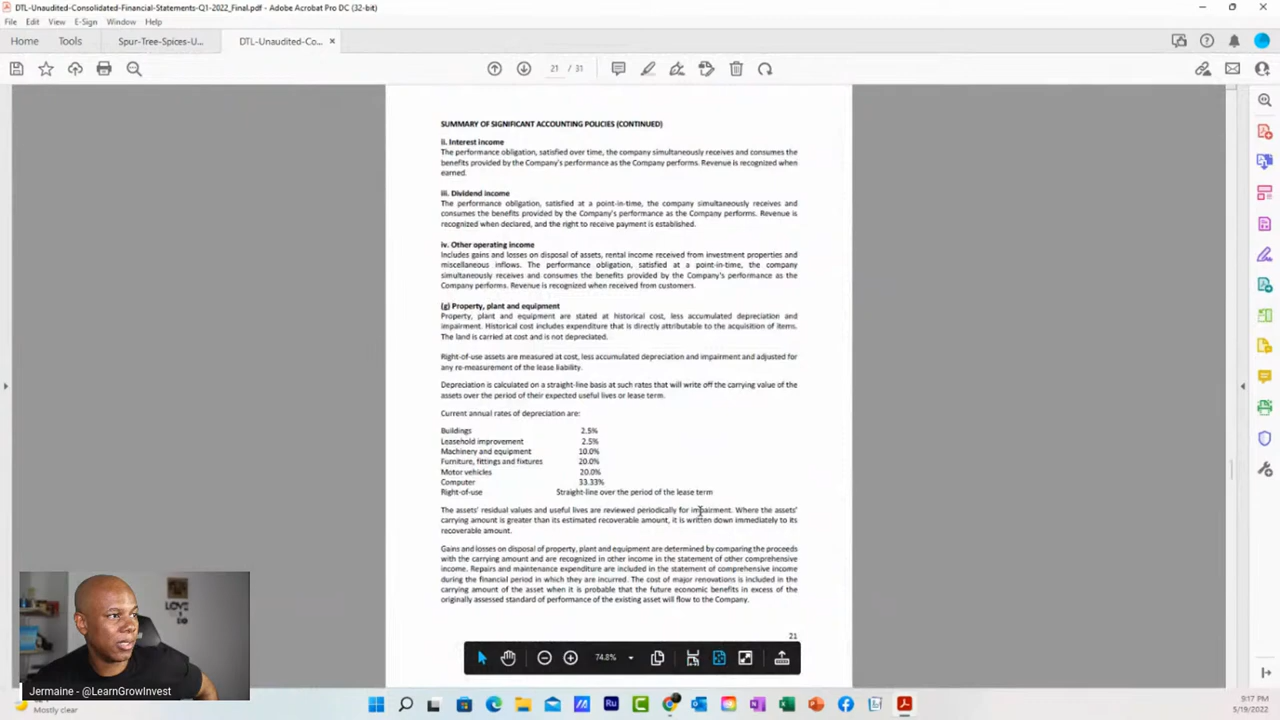 DTL-Unaudited-Consolidated-Financial-Statements-Q1-2022_Final.pdf - Adobe Acrobat Pro DC (32-bit)
File Edit View E-Sign Window Help
Home Tools Spur-Tree-Spices-U... DTL-Unaudited-Co... ×
21 / 31
SUMMARY OF SIGNIFICANT ACCOUNTING POLICIES (CONTINUED)
ii. Interest income
The performance obligation, satisfied over time, the company simultaneously receives and consumes the
benefits provided by the Company's performance as the Company performs. Revenue is recognized when
earned.
iii. Dividend income
The performance obligation, satisfied at a point-in-time, the company simultaneously receives and
consumes the benefits provided by the Company's performance as the Company performs. Revenue is
recognized when declared, and the right to receive payment is established.
iv. Other operating income
Includes gains and losses on disposal of assets, rental income received from investment properties and
miscellaneous inflows. The performance obligation, satisfied at a point-in-time, the company
simultaneously receives and consumes the benefits provided by the Company's performance as the
Company performs. Revenue is recognized when received from customers.
(g) Property, plant and equipment
Property, plant and equipment are stated at historical cost, less accumulated depreciation and
impairment. Historical cost includes expenditure that is directly attributable to the acquisition of items.
The land is carried at cost and is not depreciated.
Right-of-use assets are measured at cost, less accumulated depreciation and impairment and adjusted for
any re-measurement of the lease liability.
Depreciation is calculated on a straight-line basis at such rates that will write off the carrying value of the
assets over the period of their expected useful lives or lease term.
Current annual rates of depreciation are:
Buildings 2.5%
Leasehold improvement 2.5%
Machinery and equipment 10.0%
Furniture, fittings and fixtures 20.0%
Motor vehicles 20.0%
Computer 33.33%
Right-of-use Straight-line over the period of the lease term
The assets' residual values and useful lives are reviewed periodically for impairment. Where the assets'
carrying amount is greater than its estimated recoverable amount, it is written down immediately to its
recoverable amount.
Gains and losses on disposal of property, plant and equipment are determined by comparing the proceeds
with the carrying amount and are recognized in other income in the statement of other comprehensive
income. Repairs and maintenance expenditure are included in the statement of comprehensive income
during the financial period in which they are incurred. The cost of major renovations is included in the
carrying amount of the asset when it is probable that the future economic benefits in excess of the
originally assessed standard of performance of the existing asset will flow to the Company.
21
74.8%
LOVE
Jermaine - @LearnGrowInvest
Mostly clear
Ru
9:17 PM
5/19/2022